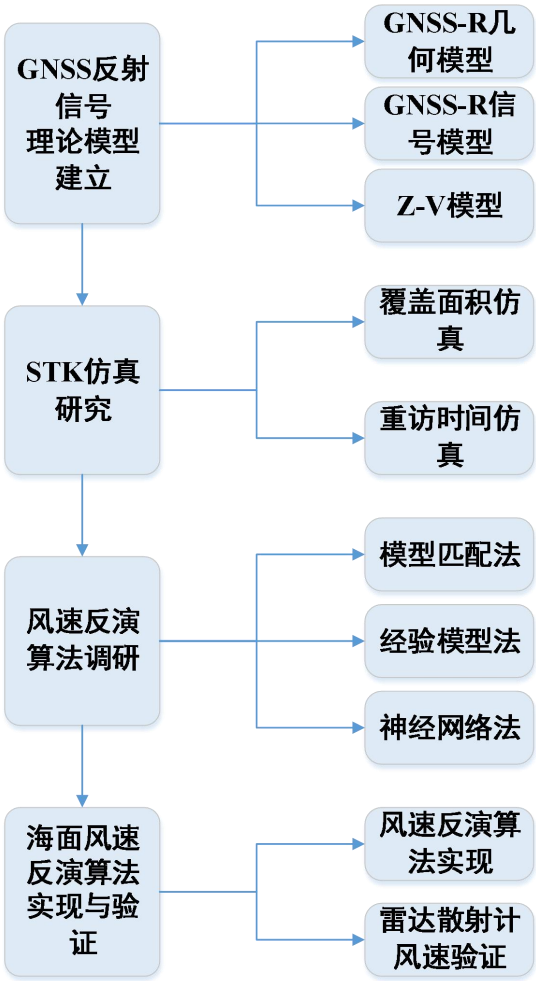 GNSS反射
信号
理论模型
建立
GNSS-R几
何模型
GNSS-R信
号模型
Z-V模型
STK仿真
研究
覆盖面积仿
真
重访时间仿
真
风速反演
算法调研
模型匹配法
经验模型法
神经网络法
海面风速
反演算法
实现与验
证
风速反演算
法实现
雷达散射计
风速验证